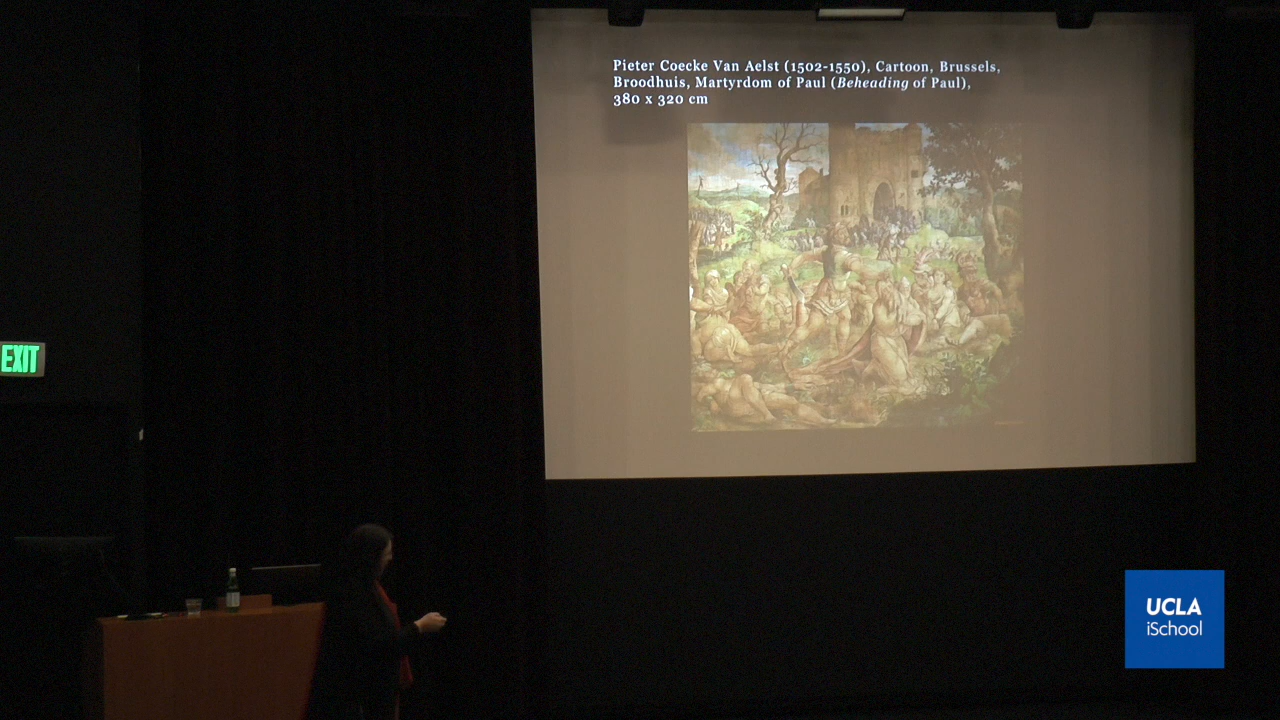 Pieter Coecke Van Aelst (1502-1550), Cartoon, Brussels,
Broodhuis, Martyrdom of Paul (Beheading of Paul),
380 x 320 cm
EXIT
UCLA
iSchool